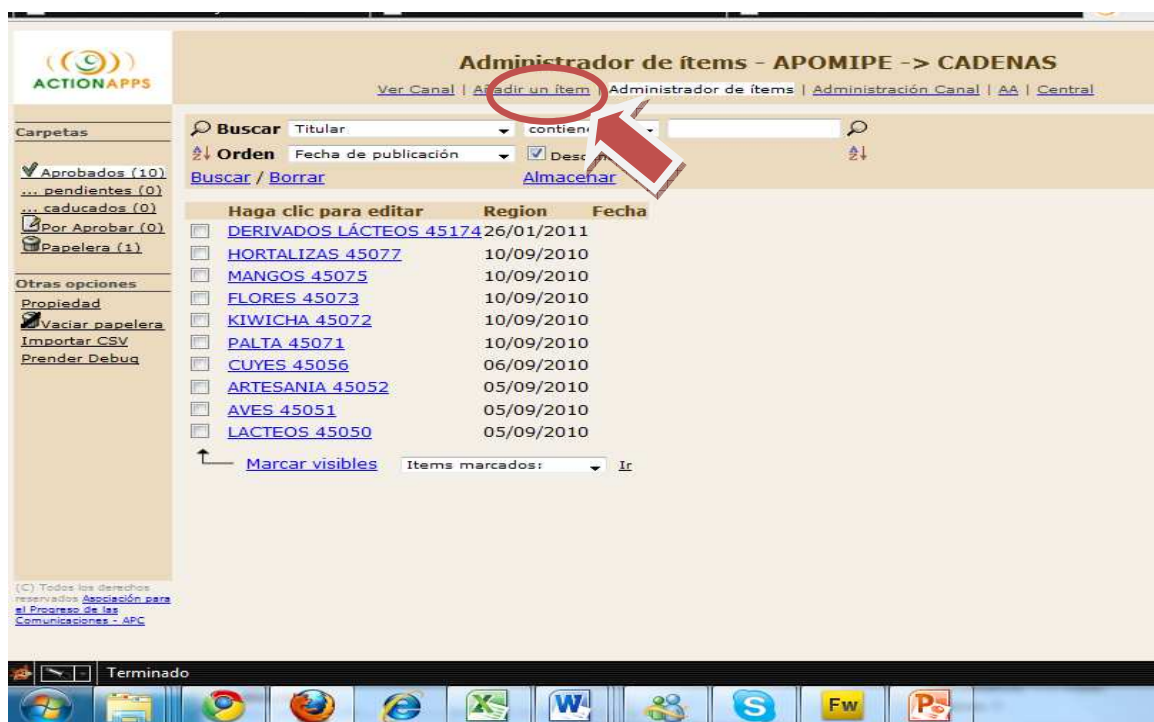 ((9))
ACTIONAPPS
Administrador de ítems - APOMIPE -> CADENAS
Ver Canal | Añadir un ítem | Administrador de ítems | Administración Canal | AA | Central
Carpetas
Aprobados (10)
... pendientes (0)
... caducados (0)
Por Aprobar (0)
Papelera (1)
Otras opciones
Propiedad
Vaciar papelera
Importar CSV
Prender Debug
Buscar Titular
Orden Fecha de publicación
Buscar / Borrar Almacenar
Haga clic para editar Region Fecha
DERIVADOS LÁCTEOS 45174 26/01/2011
HORTALIZAS 45077 10/09/2010
MANGOS 45075 10/09/2010
FLORES 45073 10/09/2010
KIWICHA 45072 10/09/2010
PALTA 45071 10/09/2010
CUYES 45056 06/09/2010
ARTESANIA 45052 05/09/2010
AVES 45051 05/09/2010
LACTEOS 45050 05/09/2010
Marcar visibles Items marcados: Ir
(C) Todos los derechos
reservados Asociación para
el Progreso de las
Comunicaciones - APC
Terminado
Fw